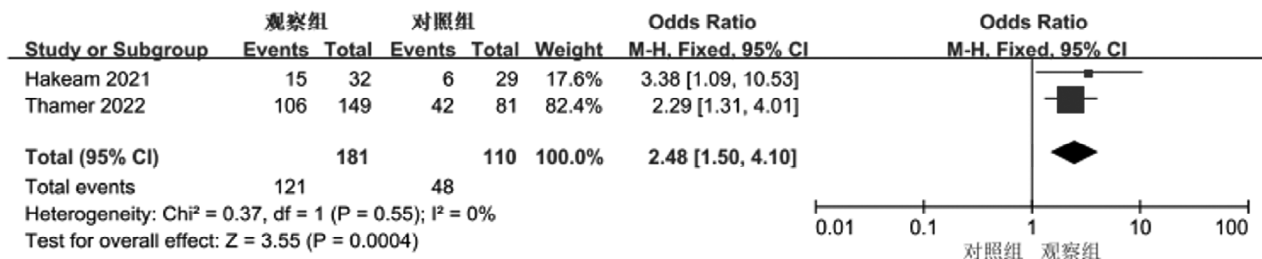 观察组 对照组 Odds Ratio Odds Ratio
Study or Subgroup Events Total Events Total Weight M-H, Fixed, 95% CI M-H, Fixed, 95% CI
Hakeam 2021 15 32 6 29 17.6% 3.38 [1.09, 10.53]
Thamer 2022 106 149 42 81 82.4% 2.29 [1.31, 4.01]
Total (95% CI) 181 110 100.0% 2.48 [1.50, 4.10]
Total events 121 48
Heterogeneity: Chi² = 0.37, df = 1 (P = 0.55); I² = 0%
Test for overall effect: Z = 3.55 (P = 0.0004)
0.01 0.1 1 10 100
对照组 观察组